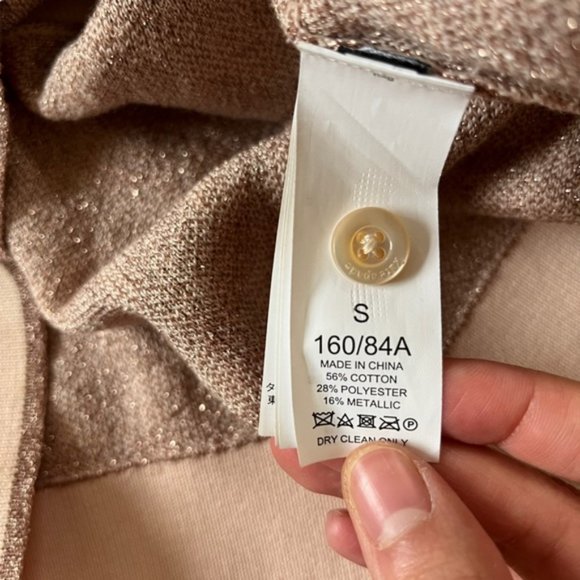 S
160/84A
MADE IN CHINA
56% COTTON
28% POLYESTER
16% METALLIC
P
DRY CLEAN ONLY